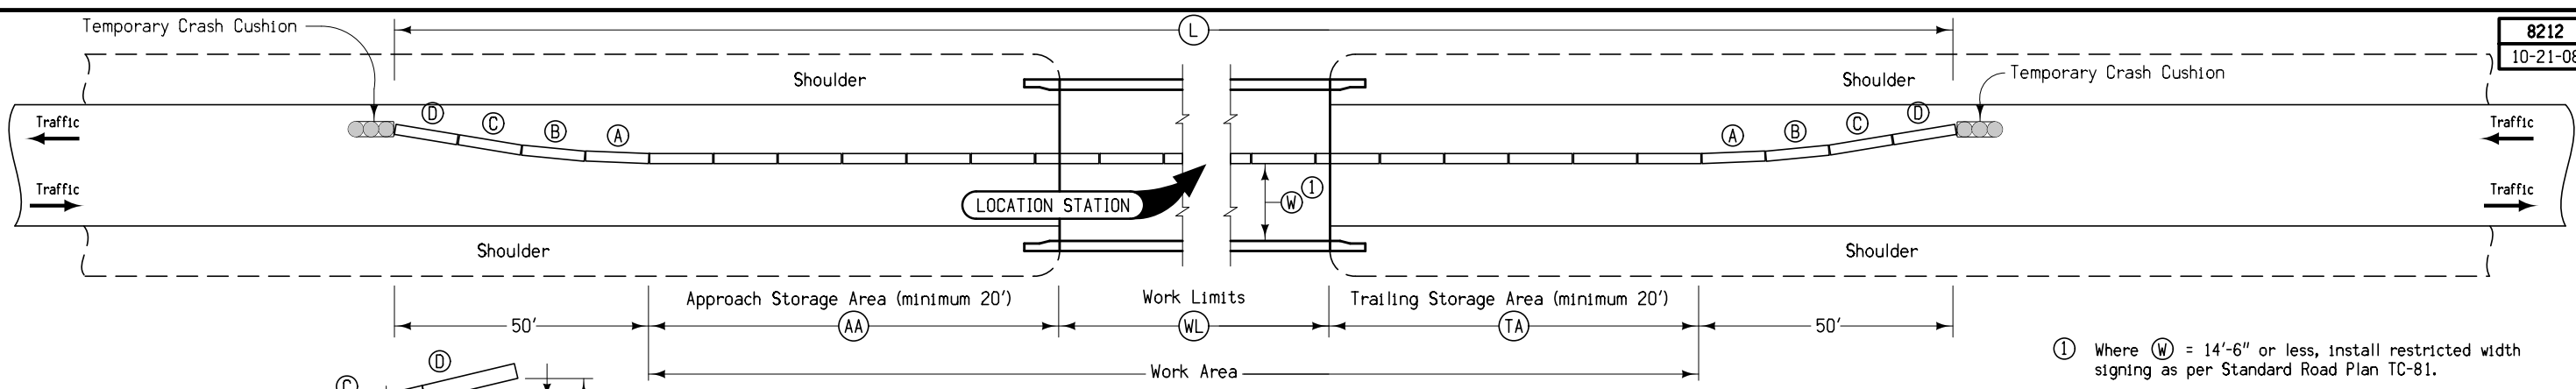 Temporary Crash Cushion
L
8212
10-21-08
Shoulder
Shoulder
Temporary Crash Cushion
D
C
B
A
A
B
C
D
Traffic
Traffic
Traffic
Traffic
LOCATION STATION
W
1
Shoulder
Shoulder
Approach Storage Area (minimum 20')
Work Limits
Trailing Storage Area (minimum 20')
50'
AA
WL
TA
50'
Work Area
1 Where W = 14'-6" or less, install restricted width
signing as per Standard Road Plan TC-81.
D
C